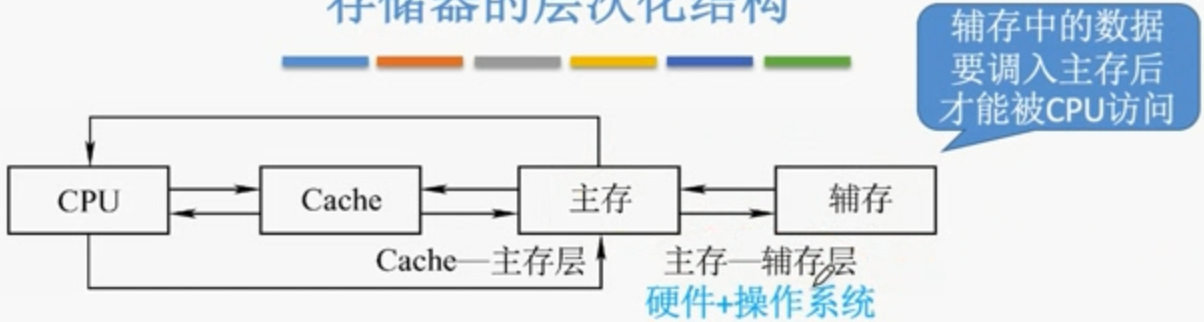 存储器的层次化结构
辅存中的数据
要调入主存后
才能被CPU访问
CPU
Cache
主存
辅存
Cache—主存层
主存—辅存层
硬件+操作系统